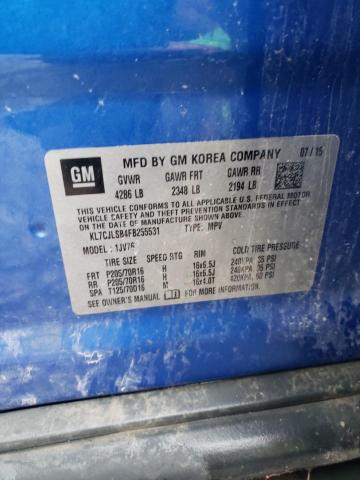 GM
MFD BY GM KOREA COMPANY 07/15
GVWR GAWR FRT GAWR RR
4286 LB 2348 LB 2194 LB
THIS VEHICLE CONFORMS TO ALL APPLICABLE U.S. FEDERAL MOTOR
VEHICLE SAFETY, BUMPER, AND THEFT PREVENTION STANDARDS IN
EFFECT ON THE DATE OF MANUFACTURE SHOWN ABOVE.
KL7CJLSB4FB255531 TYPE: MPV
MODEL: 1JV76
TIRE SIZE SPEED RTG RIM COLD TIRE PRESSURE
FRT P205/70R16 H 16x6.5J 240KPA, 35 PSI
RR P205/70R16 H 16x6.5J 240KPA, 35 PSI
SPA T125/70D16 M 16x4.0T 420KPA, 60 PSI
SEE OWNER'S MANUAL FOR ADDITIONAL INFORMATION